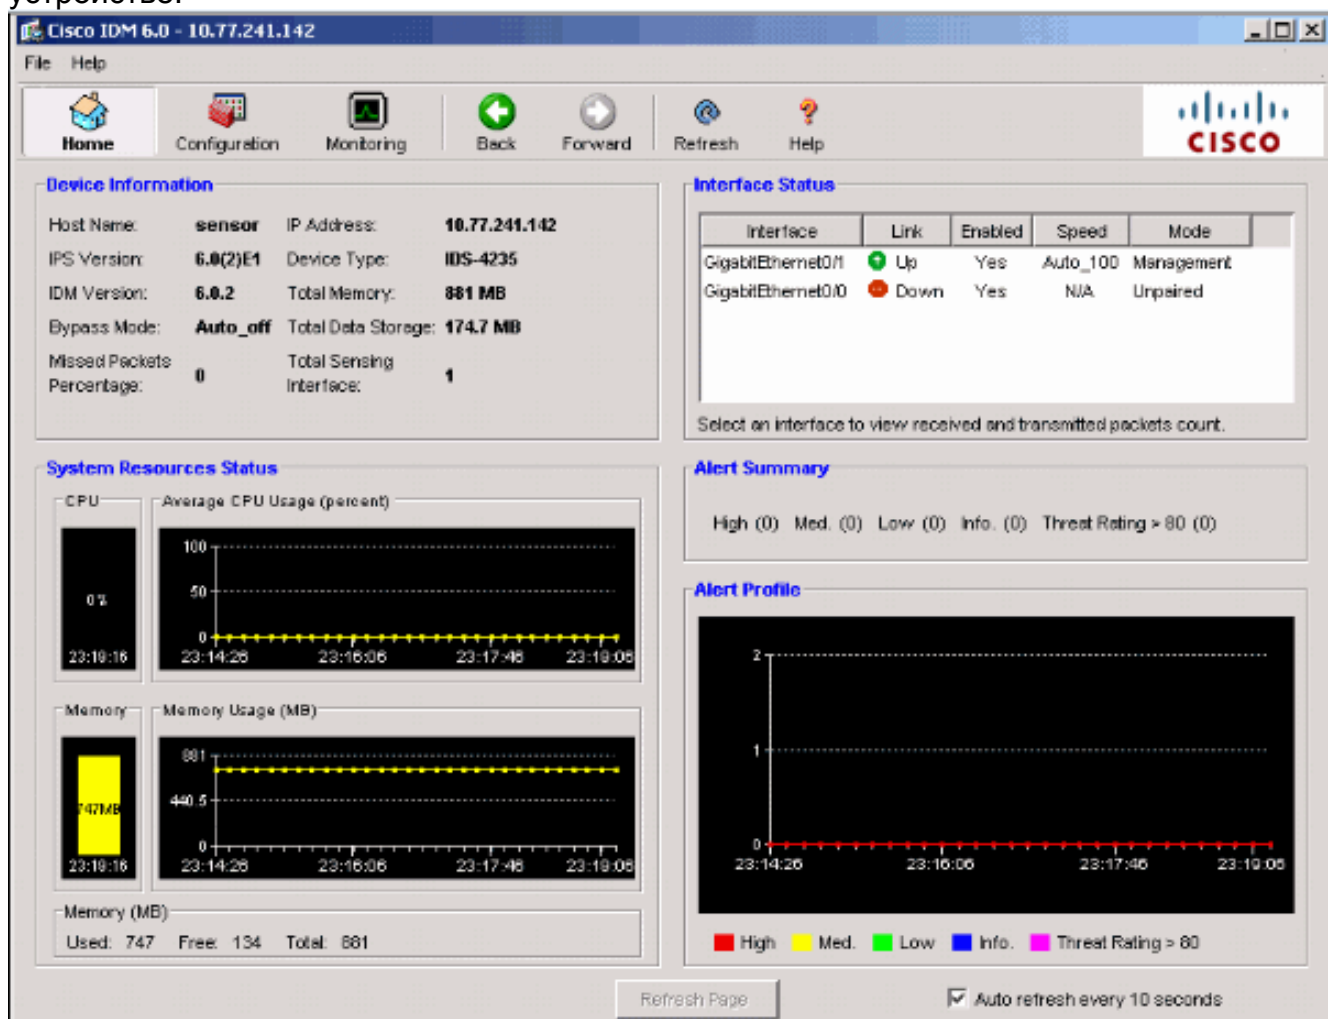 устройство.
Cisco IDM 6.0 - 10.77.241.142
File Help
Home Configuration Monitoring Back Forward Refresh Help
CISCO
Device Information
Host Name: sensor IP Address: 10.77.241.142
IPS Version: 6.0(2)E1 Device Type: IDS-4235
IDM Version: 6.0.2 Total Memory: 881 MB
Bypass Mode: Auto_off Total Data Storage: 174.7 MB
Missed Packets Percentage: 0 Total Sensing Interface: 1
Interface Status
Interface Link Enabled Speed Mode
GigabitEthernet0/1 Up Yes Auto_100 Management
GigabitEthernet0/0 Down Yes N/A Unpaired
Select an interface to view received and transmitted packets count.
System Resources Status
CPU
0%
23:19:16
Average CPU Usage (percent)
100
50
0
23:14:26 23:16:06 23:17:46 23:19:06
Memory
747MB
23:19:16
Memory Usage (MB)
881
440.5
0
23:14:26 23:16:06 23:17:46 23:19:06
Memory (MB)
Used: 747 Free: 134 Total: 881
Alert Summary
High (0) Med. (0) Low (0) Info. (0) Threat Rating > 80 (0)
Alert Profile
2
1
0
23:14:26 23:16:06 23:17:46 23:19:06
High Med. Low Info. Threat Rating > 80
Refresh Page
Auto refresh every 10 seconds